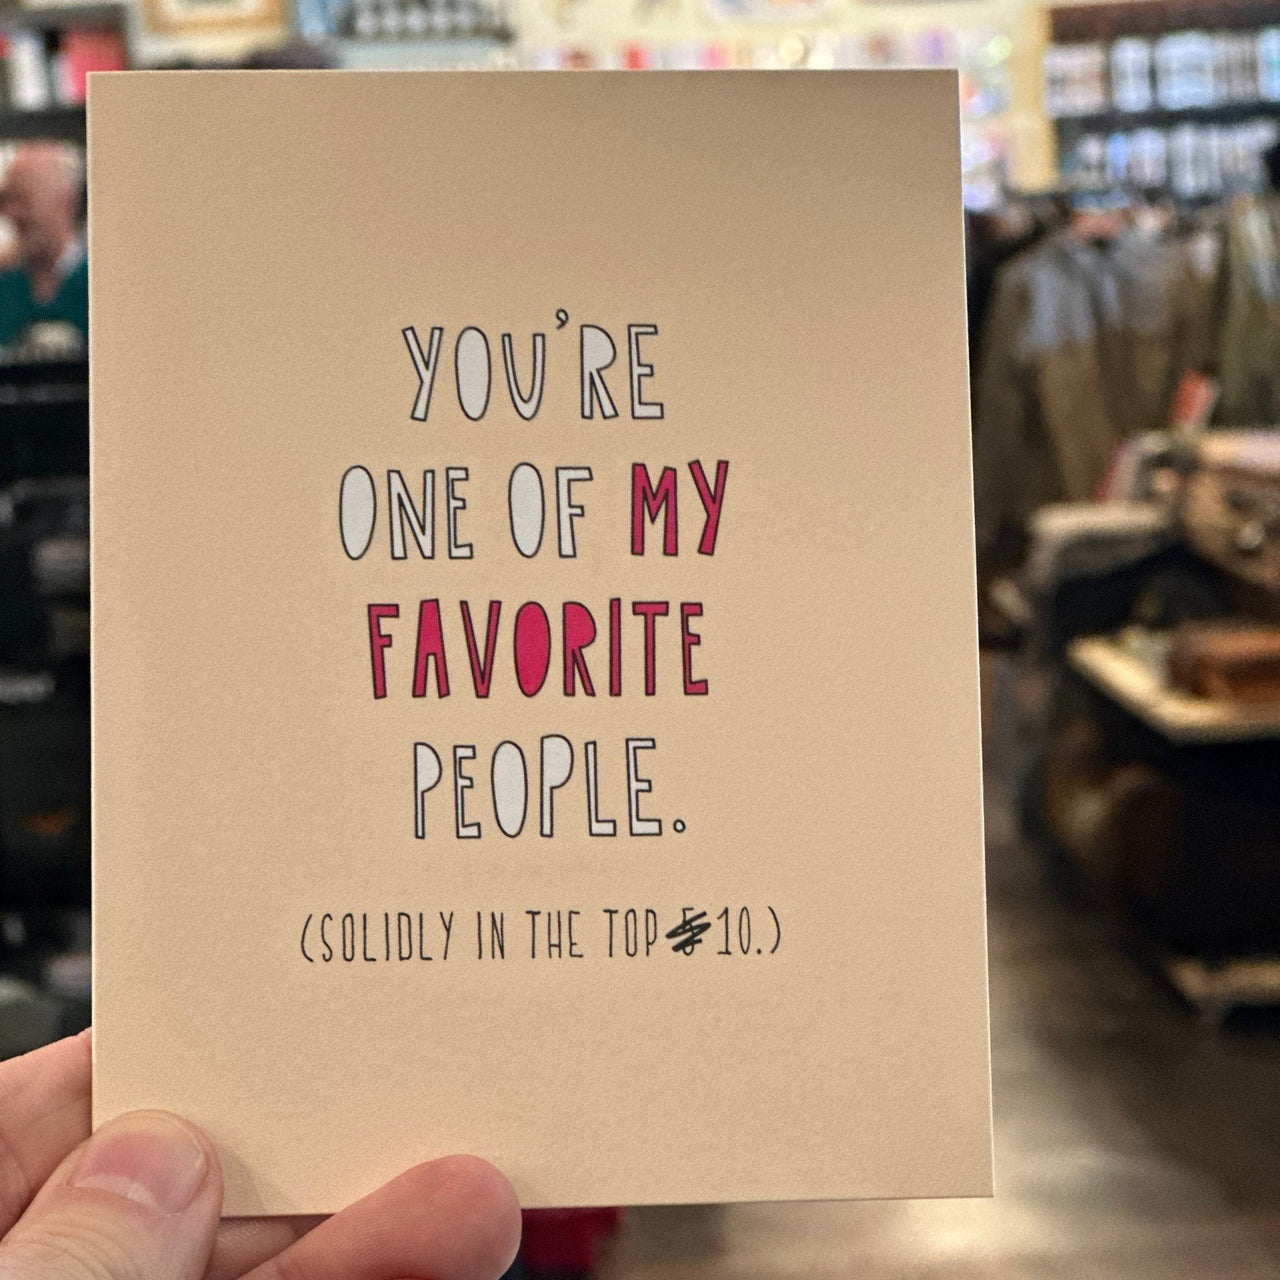 YOU'RE
ONE OF MY
FAVORITE
PEOPLE.
(SOLIDLY IN THE TOP 5 10.)